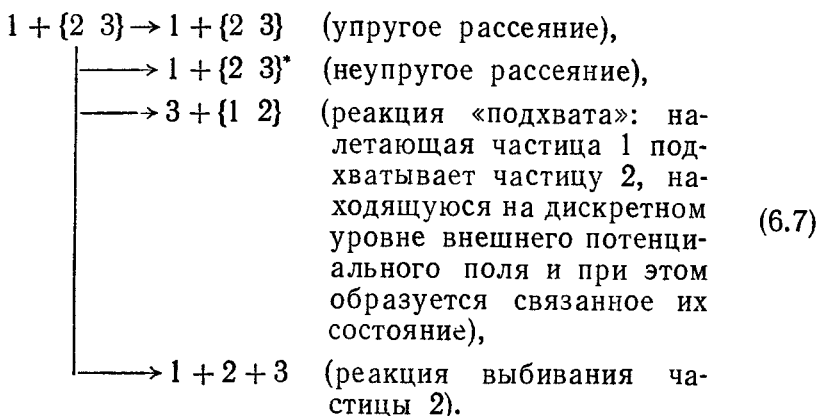 1 + {2 3} → 1 + {2 3} (упругое рассеяние),
→ 1 + {2 3}* (неупругое рассеяние),
→ 3 + {1 2} (реакция «подхвата»: на-
летающая частица 1 под-
хватывает частицу 2, на-
ходящуюся на дискретном
уровне внешнего потенци-
ального поля и при этом
образуется связанное их
состояние),
(6.7)
→ 1 + 2 + 3 (реакция выбивания ча-
стицы 2).